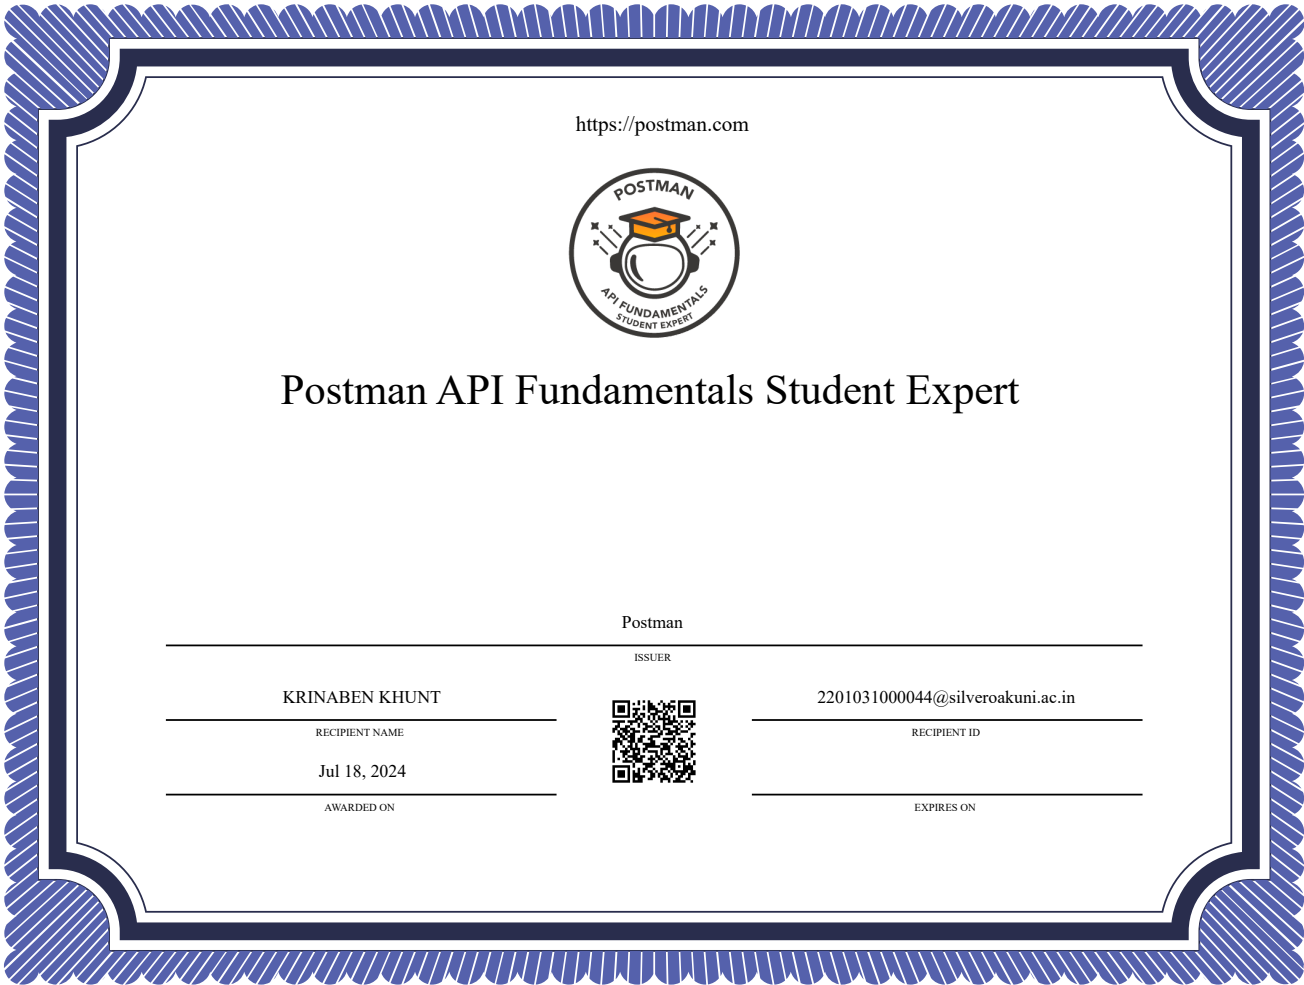 https://postman.com
POSTMAN
API FUNDAMENTALS
STUDENT EXPERT
Postman API Fundamentals Student Expert
Postman
ISSUER
KRINABEN KHUNT
RECIPIENT NAME
2201031000044@silveroakuni.ac.in
RECIPIENT ID
Jul 18, 2024
AWARDED ON
EXPIRES ON